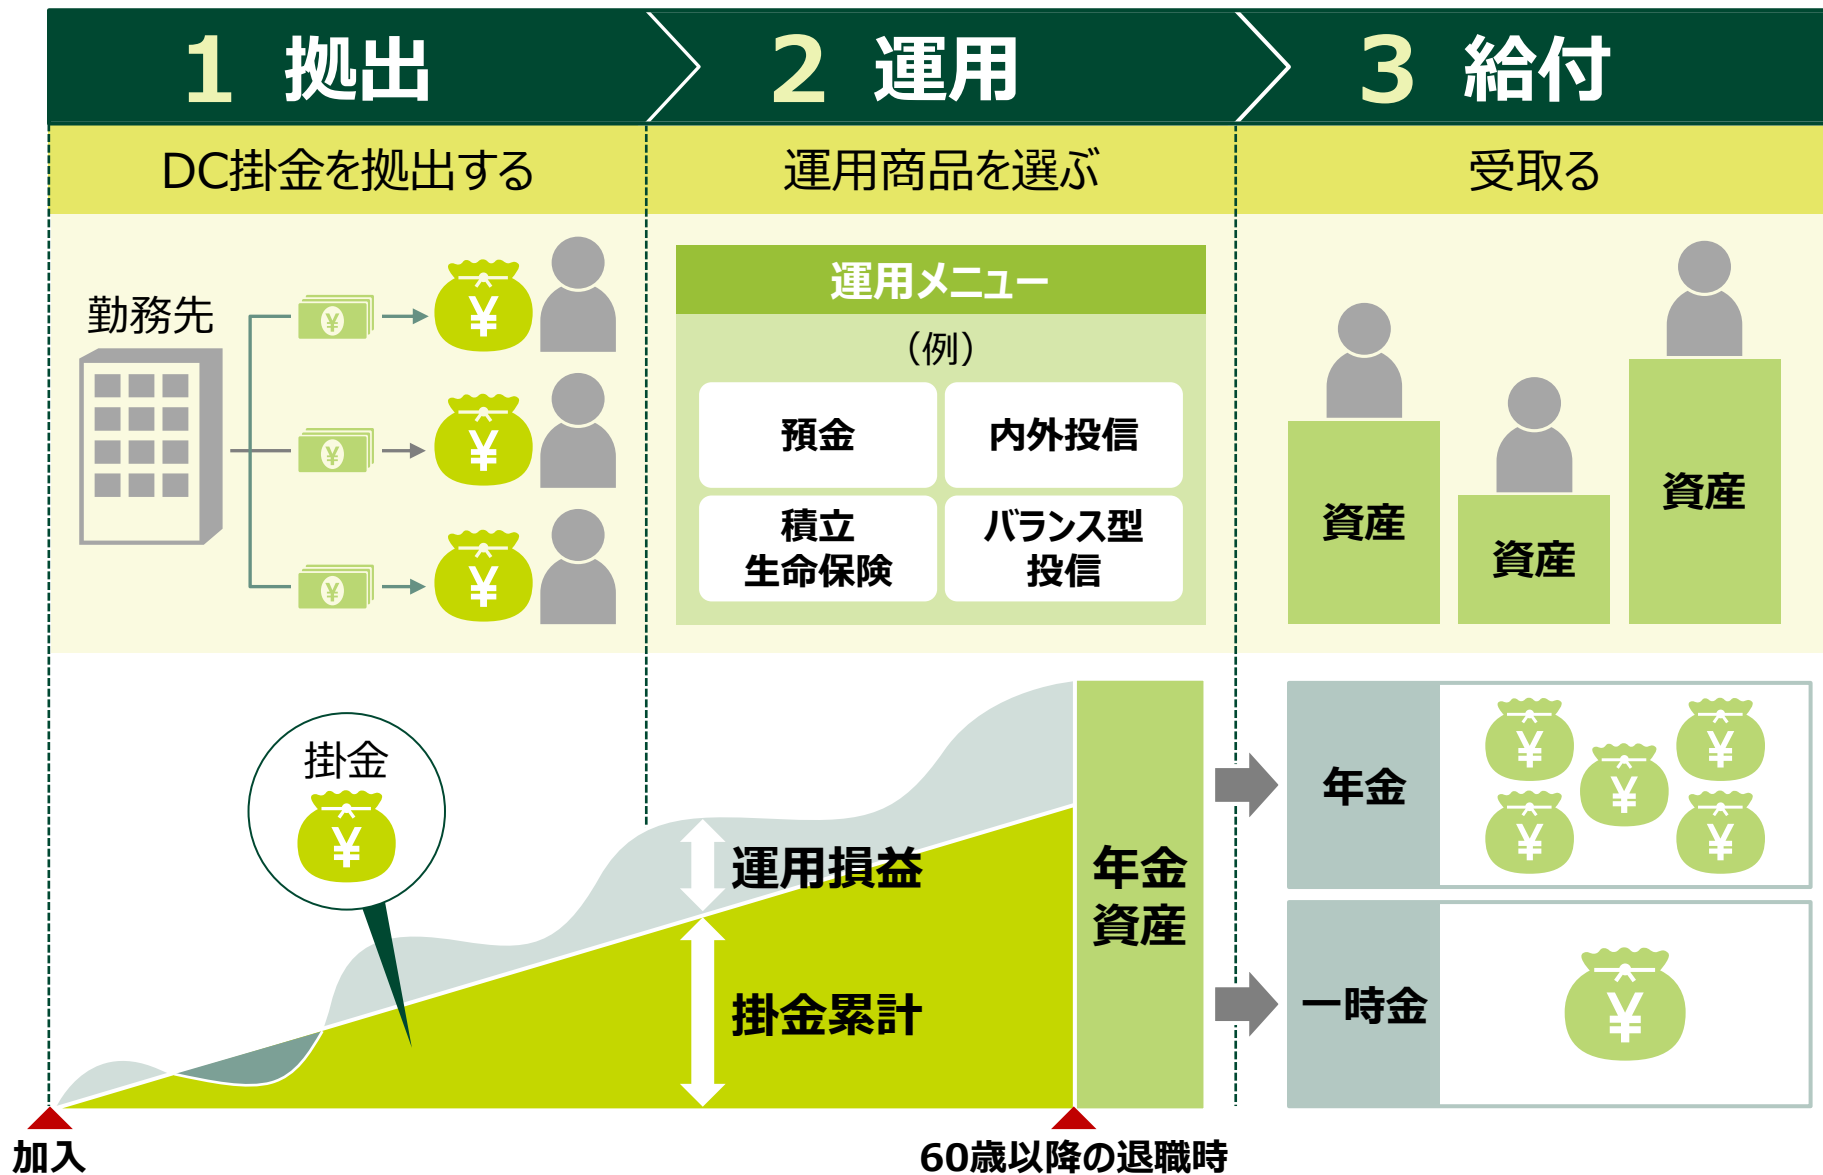 1 拠出
2 運用
3 給付
DC掛金を拠出する
運用商品を選ぶ
受取る
勤務先
¥
¥
¥
¥
¥
¥
運用メニュー
（例）
預金
内外投信
積立
生命保険
バランス型
投信
資産
資産
資産
掛金
¥
運用損益
掛金累計
年金
資産
年金
¥
¥
¥
¥
¥
一時金
¥
加入
60歳以降の退職時